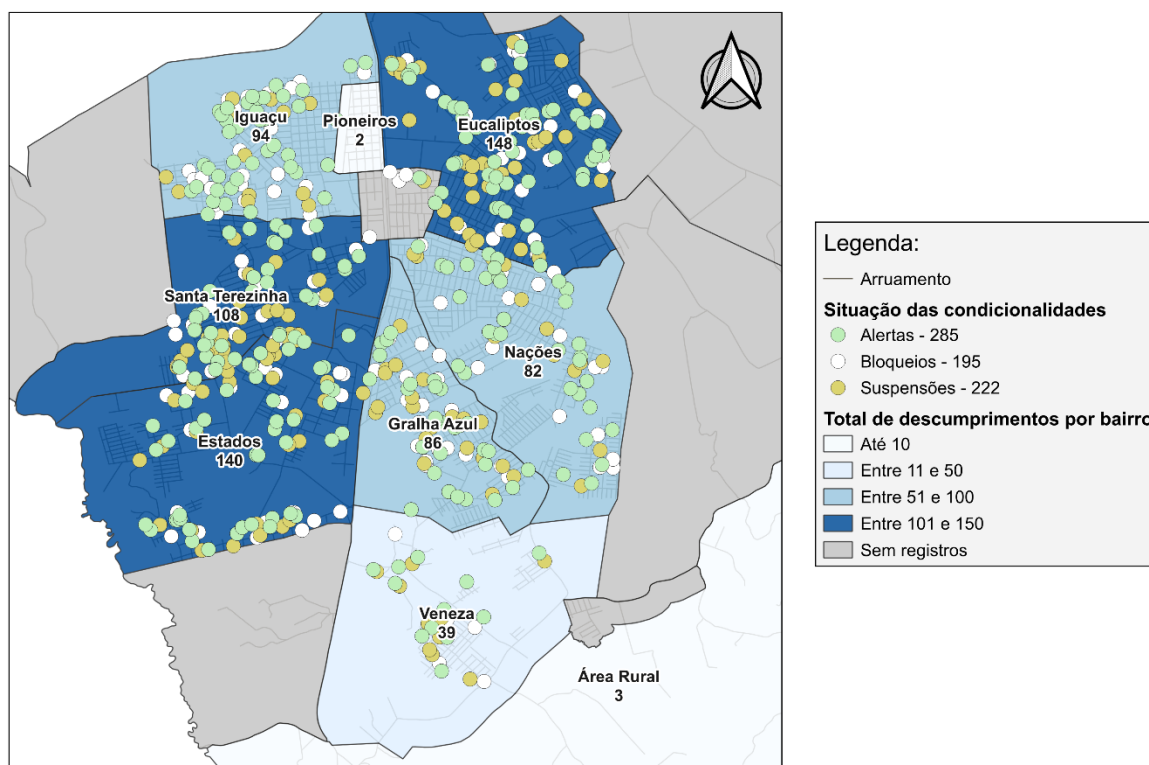 Iguaçu
94
Pioneiros
2
Eucaliptos
148
Santa Terezinha
108
Nações
82
Gralha Azul
86
Estados
140
Veneza
39
Área Rural
3
Legenda:
Arruamento
Situação das condicionalidades
Alertas - 285
Bloqueios - 195
Suspensões - 222
Total de descumprimentos por bairro
Até 10
Entre 11 e 50
Entre 51 e 100
Entre 101 e 150
Sem registros